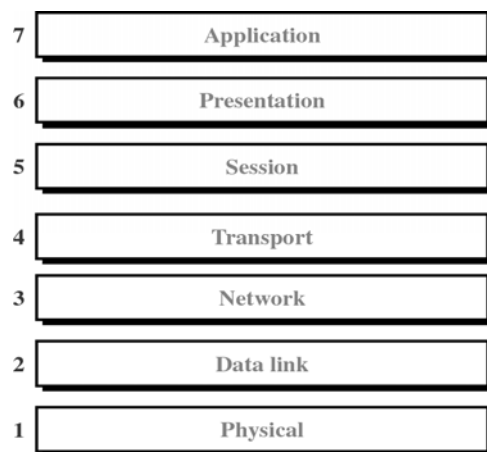 7 Application
6 Presentation
5 Session
4 Transport
3 Network
2 Data link
1 Physical